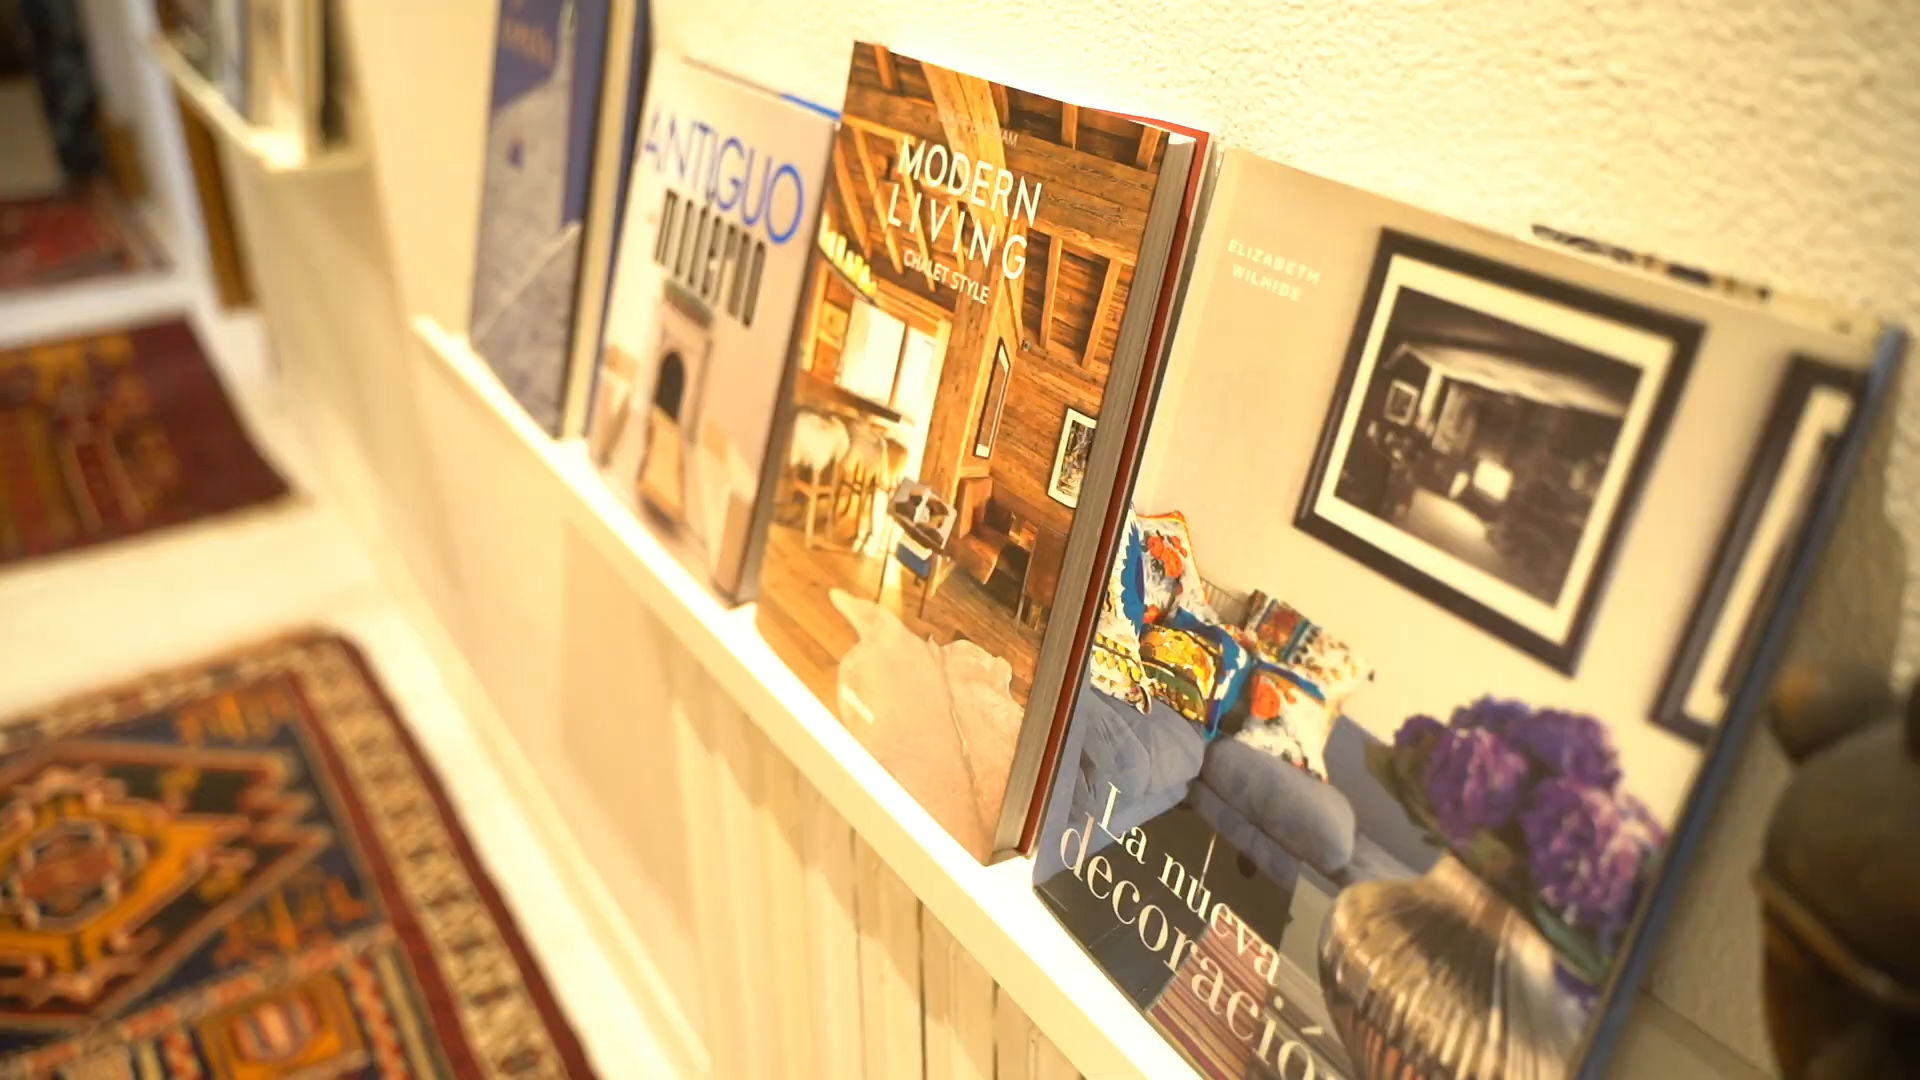 ANTIGUO
moderno
MODERN
LIVING
CHALET STYLE
ELIZABETH
WILHIDE
La nueva
decoración